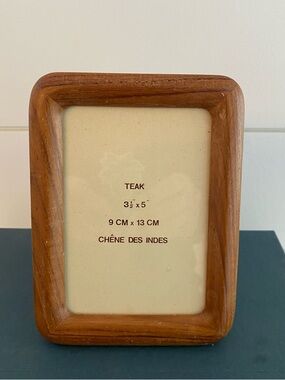 TEAK
3½" x 5"
9 CM x 13 CM
CHÊNE DES INDES